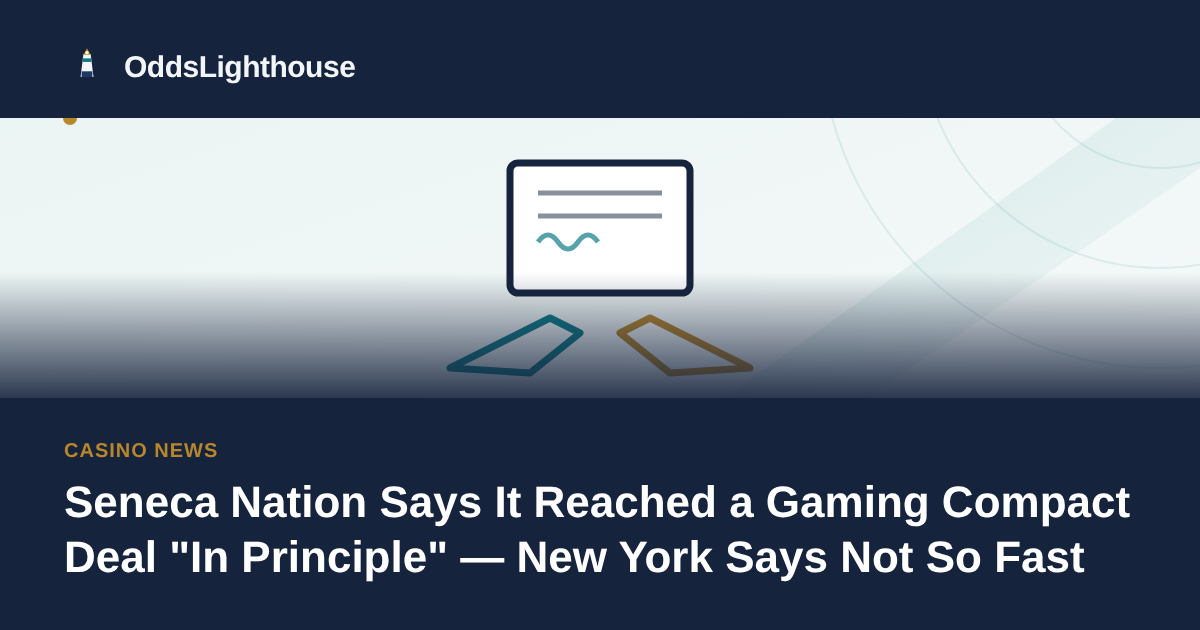 OddsLighthouse
CASINO NEWS
Seneca Nation Says It Reached a Gaming Compact
Deal "In Principle" — New York Says Not So Fast